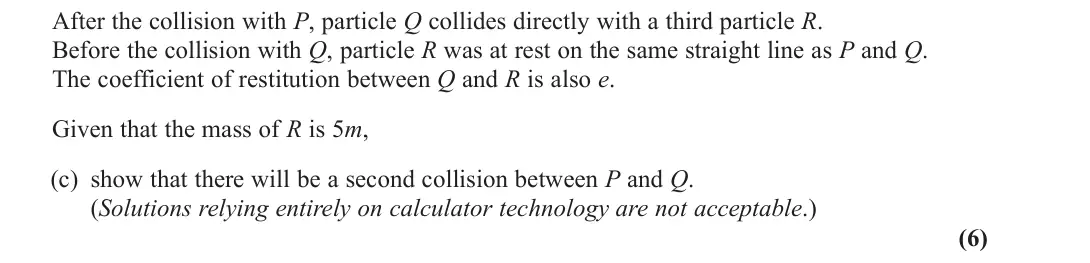 After the collision with P, particle Q collides directly with a third particle R.
Before the collision with Q, particle R was at rest on the same straight line as P and Q.
The coefficient of restitution between Q and R is also e.
Given that the mass of R is 5m,
(c) show that there will be a second collision between P and Q.
(Solutions relying entirely on calculator technology are not acceptable.)
(6)